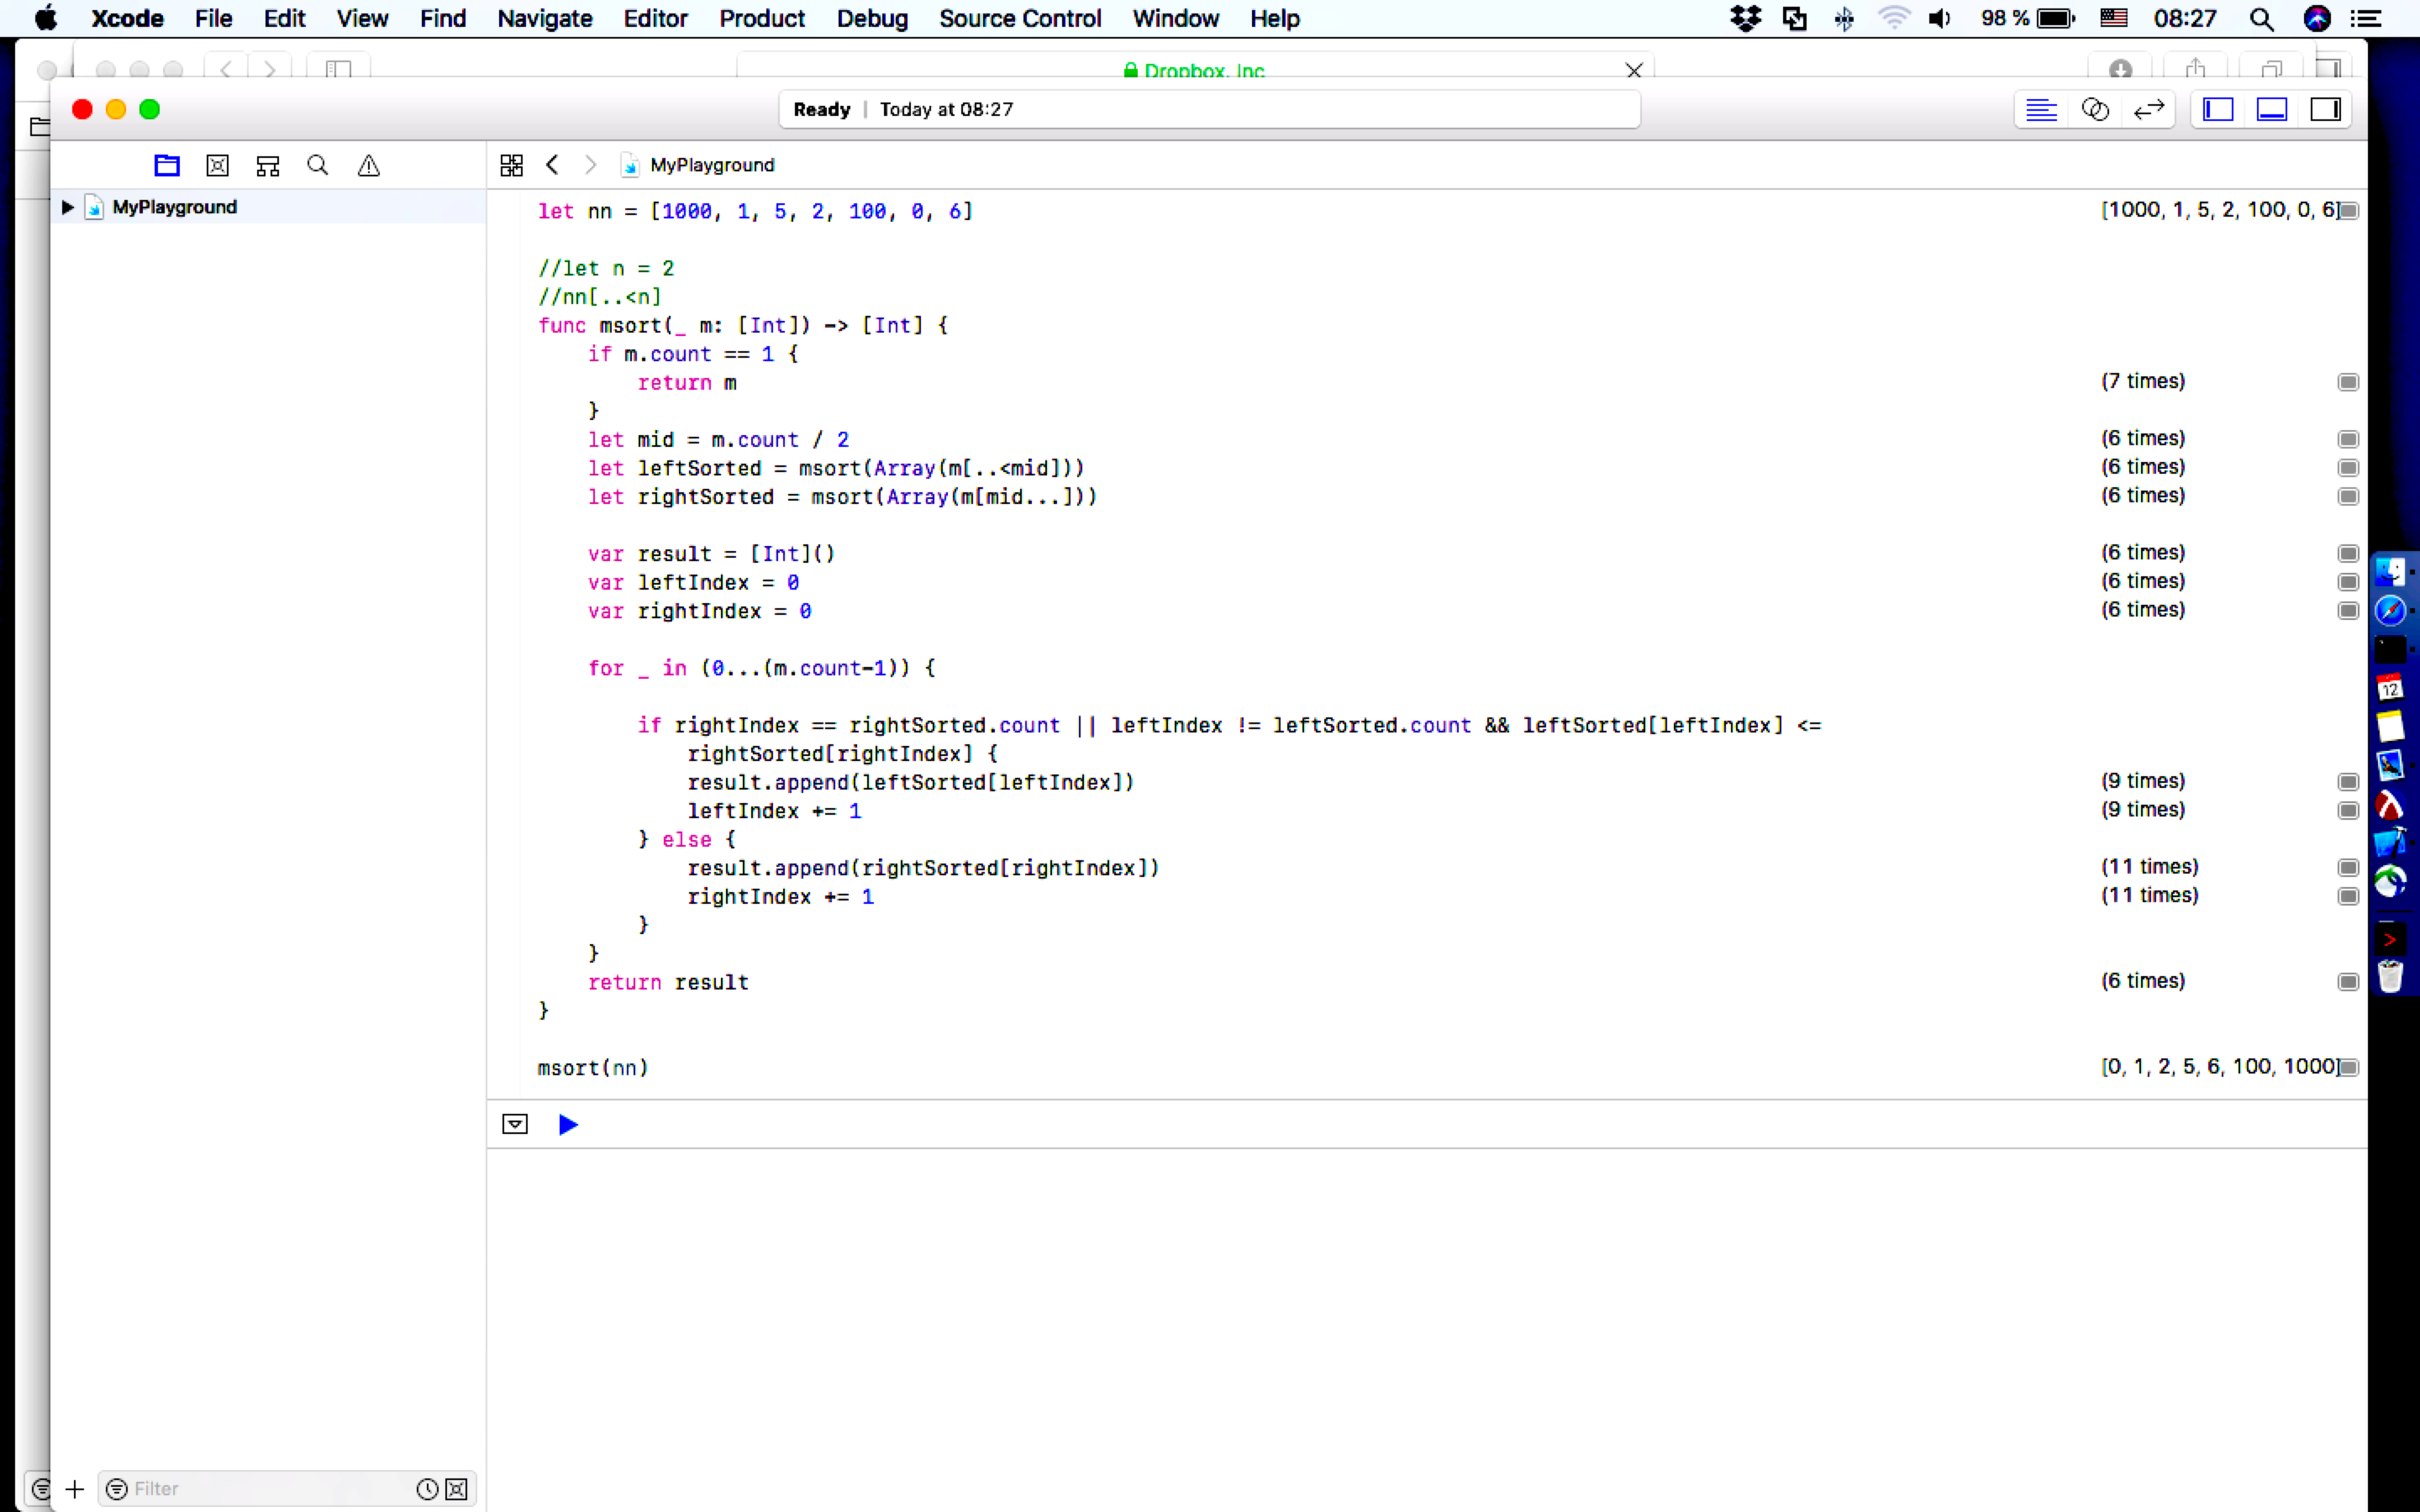 Xcode File Edit View Find Navigate Editor Product Debug Source Control Window Help 98 % 08:27
Dropbox, Inc
Ready | Today at 08:27
MyPlayground
MyPlayground
let nn = [1000, 1, 5, 2, 100, 0, 6] [1000, 1, 5, 2, 100, 0, 6]
//let n = 2
//nn[..<n]
func msort(_ m: [Int]) -> [Int] {
if m.count == 1 {
return m (7 times)
}
let mid = m.count / 2 (6 times)
let leftSorted = msort(Array(m[..<mid])) (6 times)
let rightSorted = msort(Array(m[mid...])) (6 times)
var result = [Int]() (6 times)
var leftIndex = 0 (6 times)
var rightIndex = 0 (6 times)
for _ in (0...(m.count-1)) {
if rightIndex == rightSorted.count || leftIndex != leftSorted.count && leftSorted[leftIndex] <=
rightSorted[rightIndex] {
result.append(leftSorted[leftIndex]) (9 times)
leftIndex += 1 (9 times)
} else {
result.append(rightSorted[rightIndex]) (11 times)
rightIndex += 1 (11 times)
}
}
return result (6 times)
}
msort(nn) [0, 1, 2, 5, 6, 100, 1000]
12
Filter